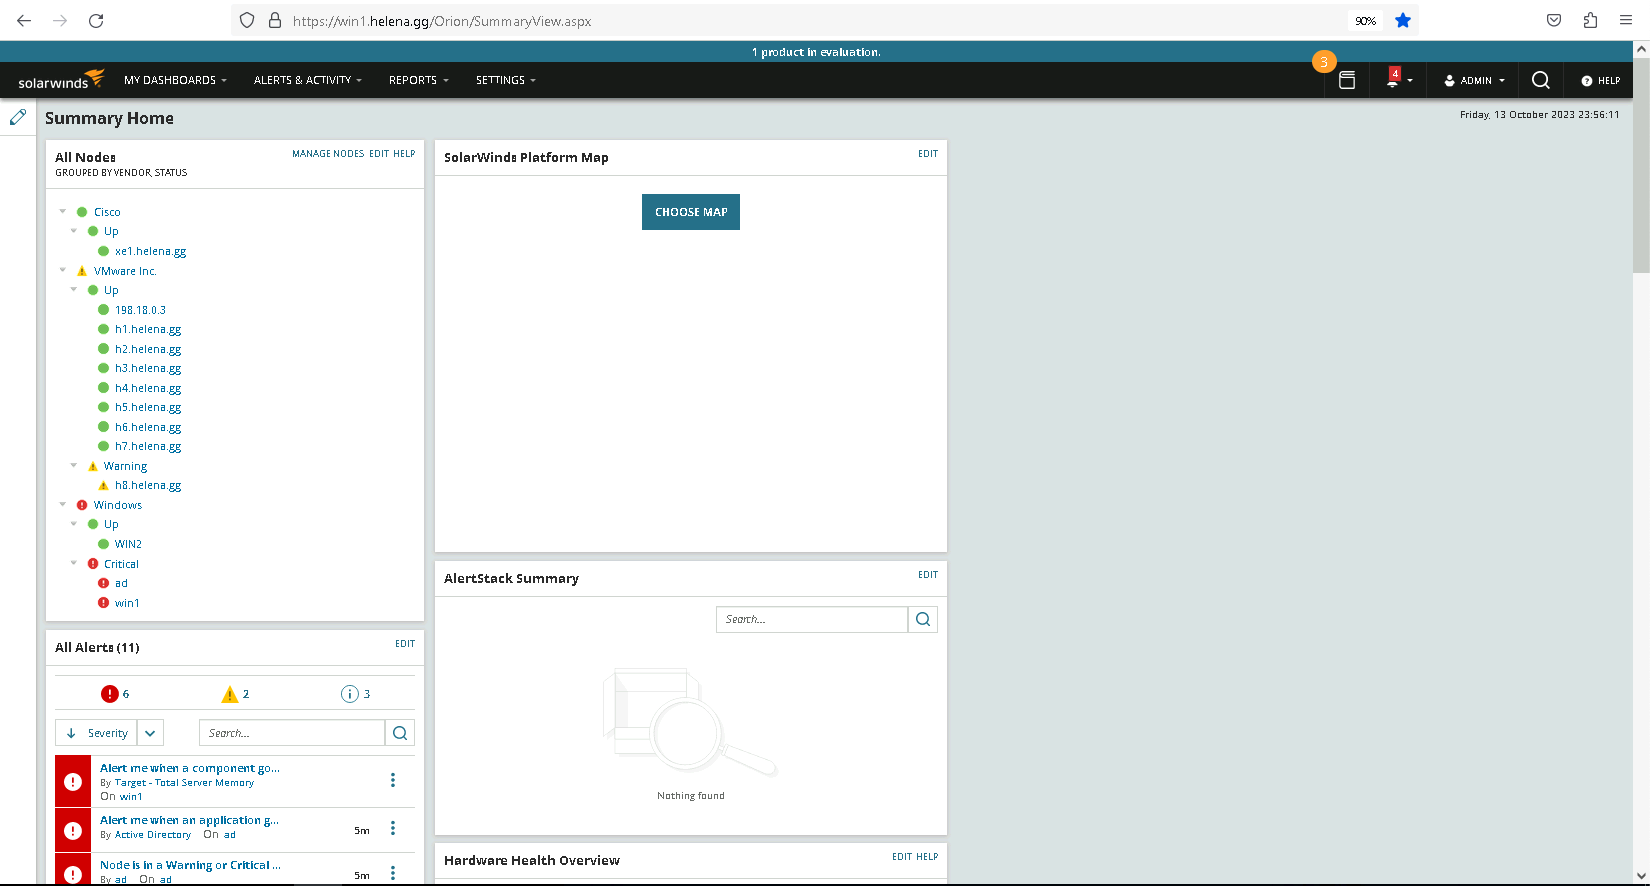 https://win1.helena.gg/Orion/SummaryView.aspx
90%
1 product in evaluation.
solarwinds
MY DASHBOARDS
ALERTS & ACTIVITY
REPORTS
SETTINGS
3
4
ADMIN
HELP
Summary Home
Friday, 13 October 2023 23:56:11
All Nodes
MANAGE NODES EDIT HELP
GROUPED BY VENDOR, STATUS
Cisco
Up
xe1.helena.gg
VMware Inc.
Up
198.18.0.3
h1.helena.gg
h2.helena.gg
h3.helena.gg
h4.helena.gg
h5.helena.gg
h6.helena.gg
h7.helena.gg
Warning
h8.helena.gg
Windows
Up
WIN2
Critical
ad
win1
All Alerts (11)
EDIT
6
2
3
Severity
Search...
Alert me when a component go...
By Target - Total Server Memory
On win1
Alert me when an application g...
By Active Directory On ad
5m
Node is in a Warning or Critical ...
By ad On ad
5m
SolarWinds Platform Map
EDIT
CHOOSE MAP
AlertStack Summary
EDIT
Search...
Nothing found
Hardware Health Overview
EDIT HELP